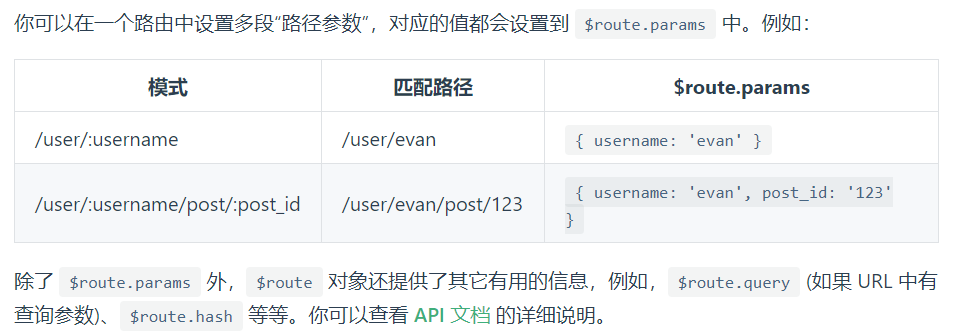 你可以在一个路由中设置多段“路径参数”，对应的值都会设置到 $route.params 中。例如：
模式 匹配路径 $route.params
/user/:username /user/evan { username: 'evan' }
/user/:username/post/:post_id /user/evan/post/123 { username: 'evan', post_id: '123'
}
除了 $route.params 外，$route 对象还提供了其它有用的信息，例如，$route.query (如果 URL 中有
查询参数)、$route.hash 等等。你可以查看 API 文档 的详细说明。